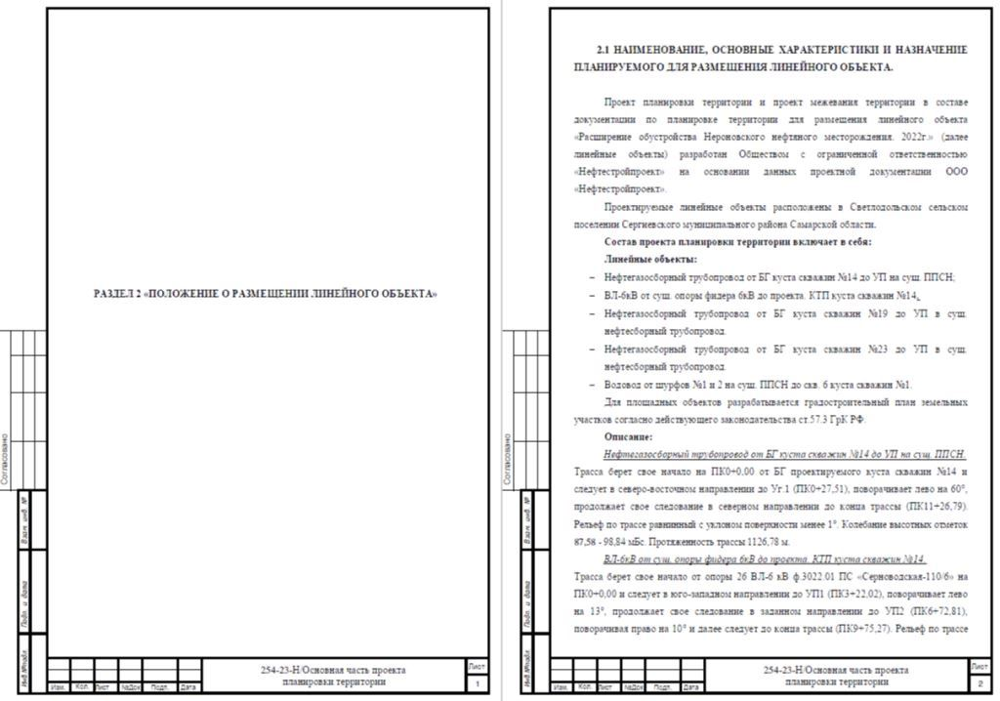 РАЗДЕЛ 2 «ПОЛОЖЕНИЕ О РАЗМЕЩЕНИИ ЛИНЕЙНОГО ОБЪЕКТА»
Согласовано
Взам. инв. №
Подп. и дата
Инв.№подл.
Изм.
Кол.
Лист
№Док
Подп.
Дата
254-23-Н/Основная часть проекта
планировки территории
Лист
1
2.1 НАИМЕНОВАНИЕ, ОСНОВНЫЕ ХАРАКТЕРИСТИКИ И НАЗНАЧЕНИЕ
ПЛАНИРУЕМОГО ДЛЯ РАЗМЕЩЕНИЯ ЛИНЕЙНОГО ОБЪЕКТА.
Проект планировки территории и проект межевания территории в составе
документации по планировке территории для размещения линейного объекта
«Расширение обустройства Нероновского нефтяного месторождения. 2022г.» (далее
линейные объекты) разработан Обществом с ограниченной ответственностью
«Нефтестройпроект» на основании данных проектной документации ООО
«Нефтестройпроект».
Проектируемые линейные объекты расположены в Светлодольском сельском
поселении Сергиевского муниципального района Самарской области.
Состав проекта планировки территории включает в себя:
Линейные объекты:
– Нефтегазосборный трубопровод от БГ куста скважин №14 до УП на сущ. ППСН;
– ВЛ-6кВ от сущ. опоры фидера 6кВ до проекта. КТП куста скважин №14.
– Нефтегазосборный трубопровод от БГ куста скважин №19 до УП в сущ.
нефтесборный трубопровод.
– Нефтегазосборный трубопровод от БГ куста скважин №23 до УП в сущ.
нефтесборный трубопровод.
– Водовод от шурфов №1 и 2 на сущ. ППСН до скв. 6 куста скважин №1.
Для площадных объектов разрабатывается градостроительный план земельных
участков согласно действующего законодательства ст.57.3 ГрК РФ.
Описание:
Нефтегазосборный трубопровод от БГ куста скважин №14 до УП на сущ. ППСН.
Трасса берет свое начало на ПК0+0,00 от БГ проектируемого куста скважин №14 и
следует в северо-восточном направлении до Уг.1 (ПК0+27,51), поворачивает лево на 60°,
продолжает свое следование в северном направлении до конца трассы (ПК11+26,79).
Рельеф по трассе равнинный с уклоном поверхности менее 1°. Колебание высотных отметок
87,58 - 98,84 мБс. Протяженность трассы 1126,78 м.
ВЛ-6кВ от сущ. опоры фидера 6кВ до проекта. КТП куста скважин №14.
Трасса берет свое начало от опоры 26 ВЛ-6 кВ ф.3022.01 ПС «Серноводская-110/6» на
ПК0+0,00 и следует в юго-западном направлении до УП1 (ПК3+22,02), поворачивает лево
на 13°, продолжает свое следование в заданном направлении до УП2 (ПК6+72,81),
поворачивая право на 10° и далее следует до конца трассы (ПК9+75,27). Рельеф по трассе
Согласовано
Взам. инв. №
Подп. и дата
Инв.№подл.
Изм.
Кол.
Лист
№Док
Подп.
Дата
254-23-Н/Основная часть проекта
планировки территории
Лист
2